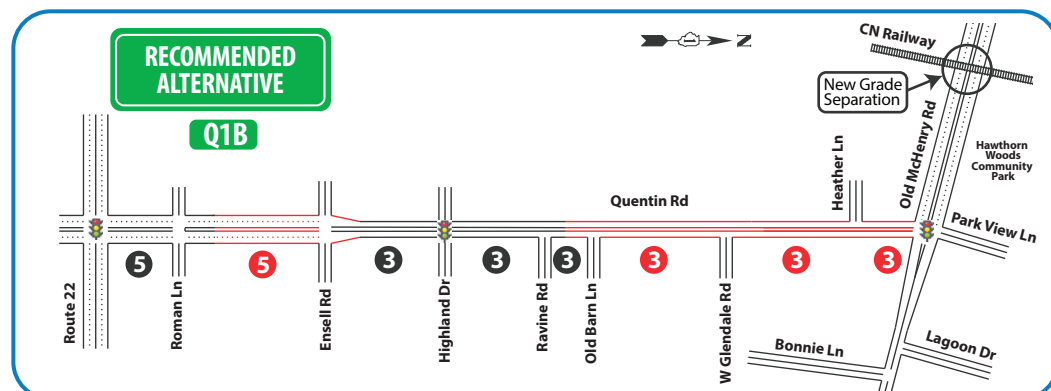 RECOMMENDED
ALTERNATIVE
Q1B
N
CN Railway
New Grade
Separation
Old McHenry Rd
Hawthorn
Woods
Community
Park
Heather Ln
Quentin Rd
Park View Ln
5
5
3
3
3
3
3
3
Route 22
Roman Ln
Ensell Rd
Highland Dr
Ravine Rd
Old Barn Ln
W Glendale Rd
Bonnie Ln
Lagoon Dr